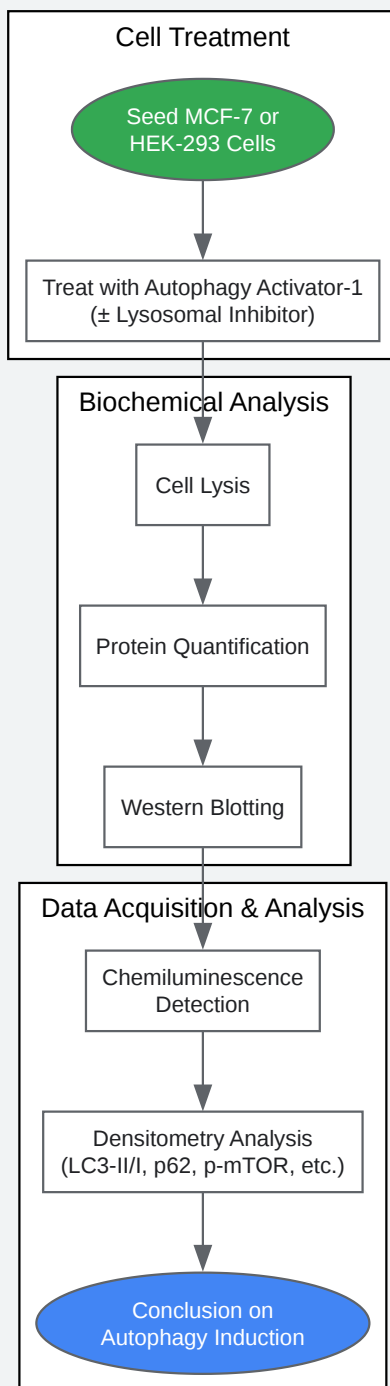 Cell Treatment
Seed MCF-7 or
HEK-293 Cells
Treat with Autophagy Activator-1
(± Lysosomal Inhibitor)
Biochemical Analysis
Cell Lysis
Protein Quantification
Western Blotting
Data Acquisition & Analysis
Chemiluminescence
Detection
Densitometry Analysis
(LC3-II/I, p62, p-mTOR, etc.)
Conclusion on
Autophagy Induction